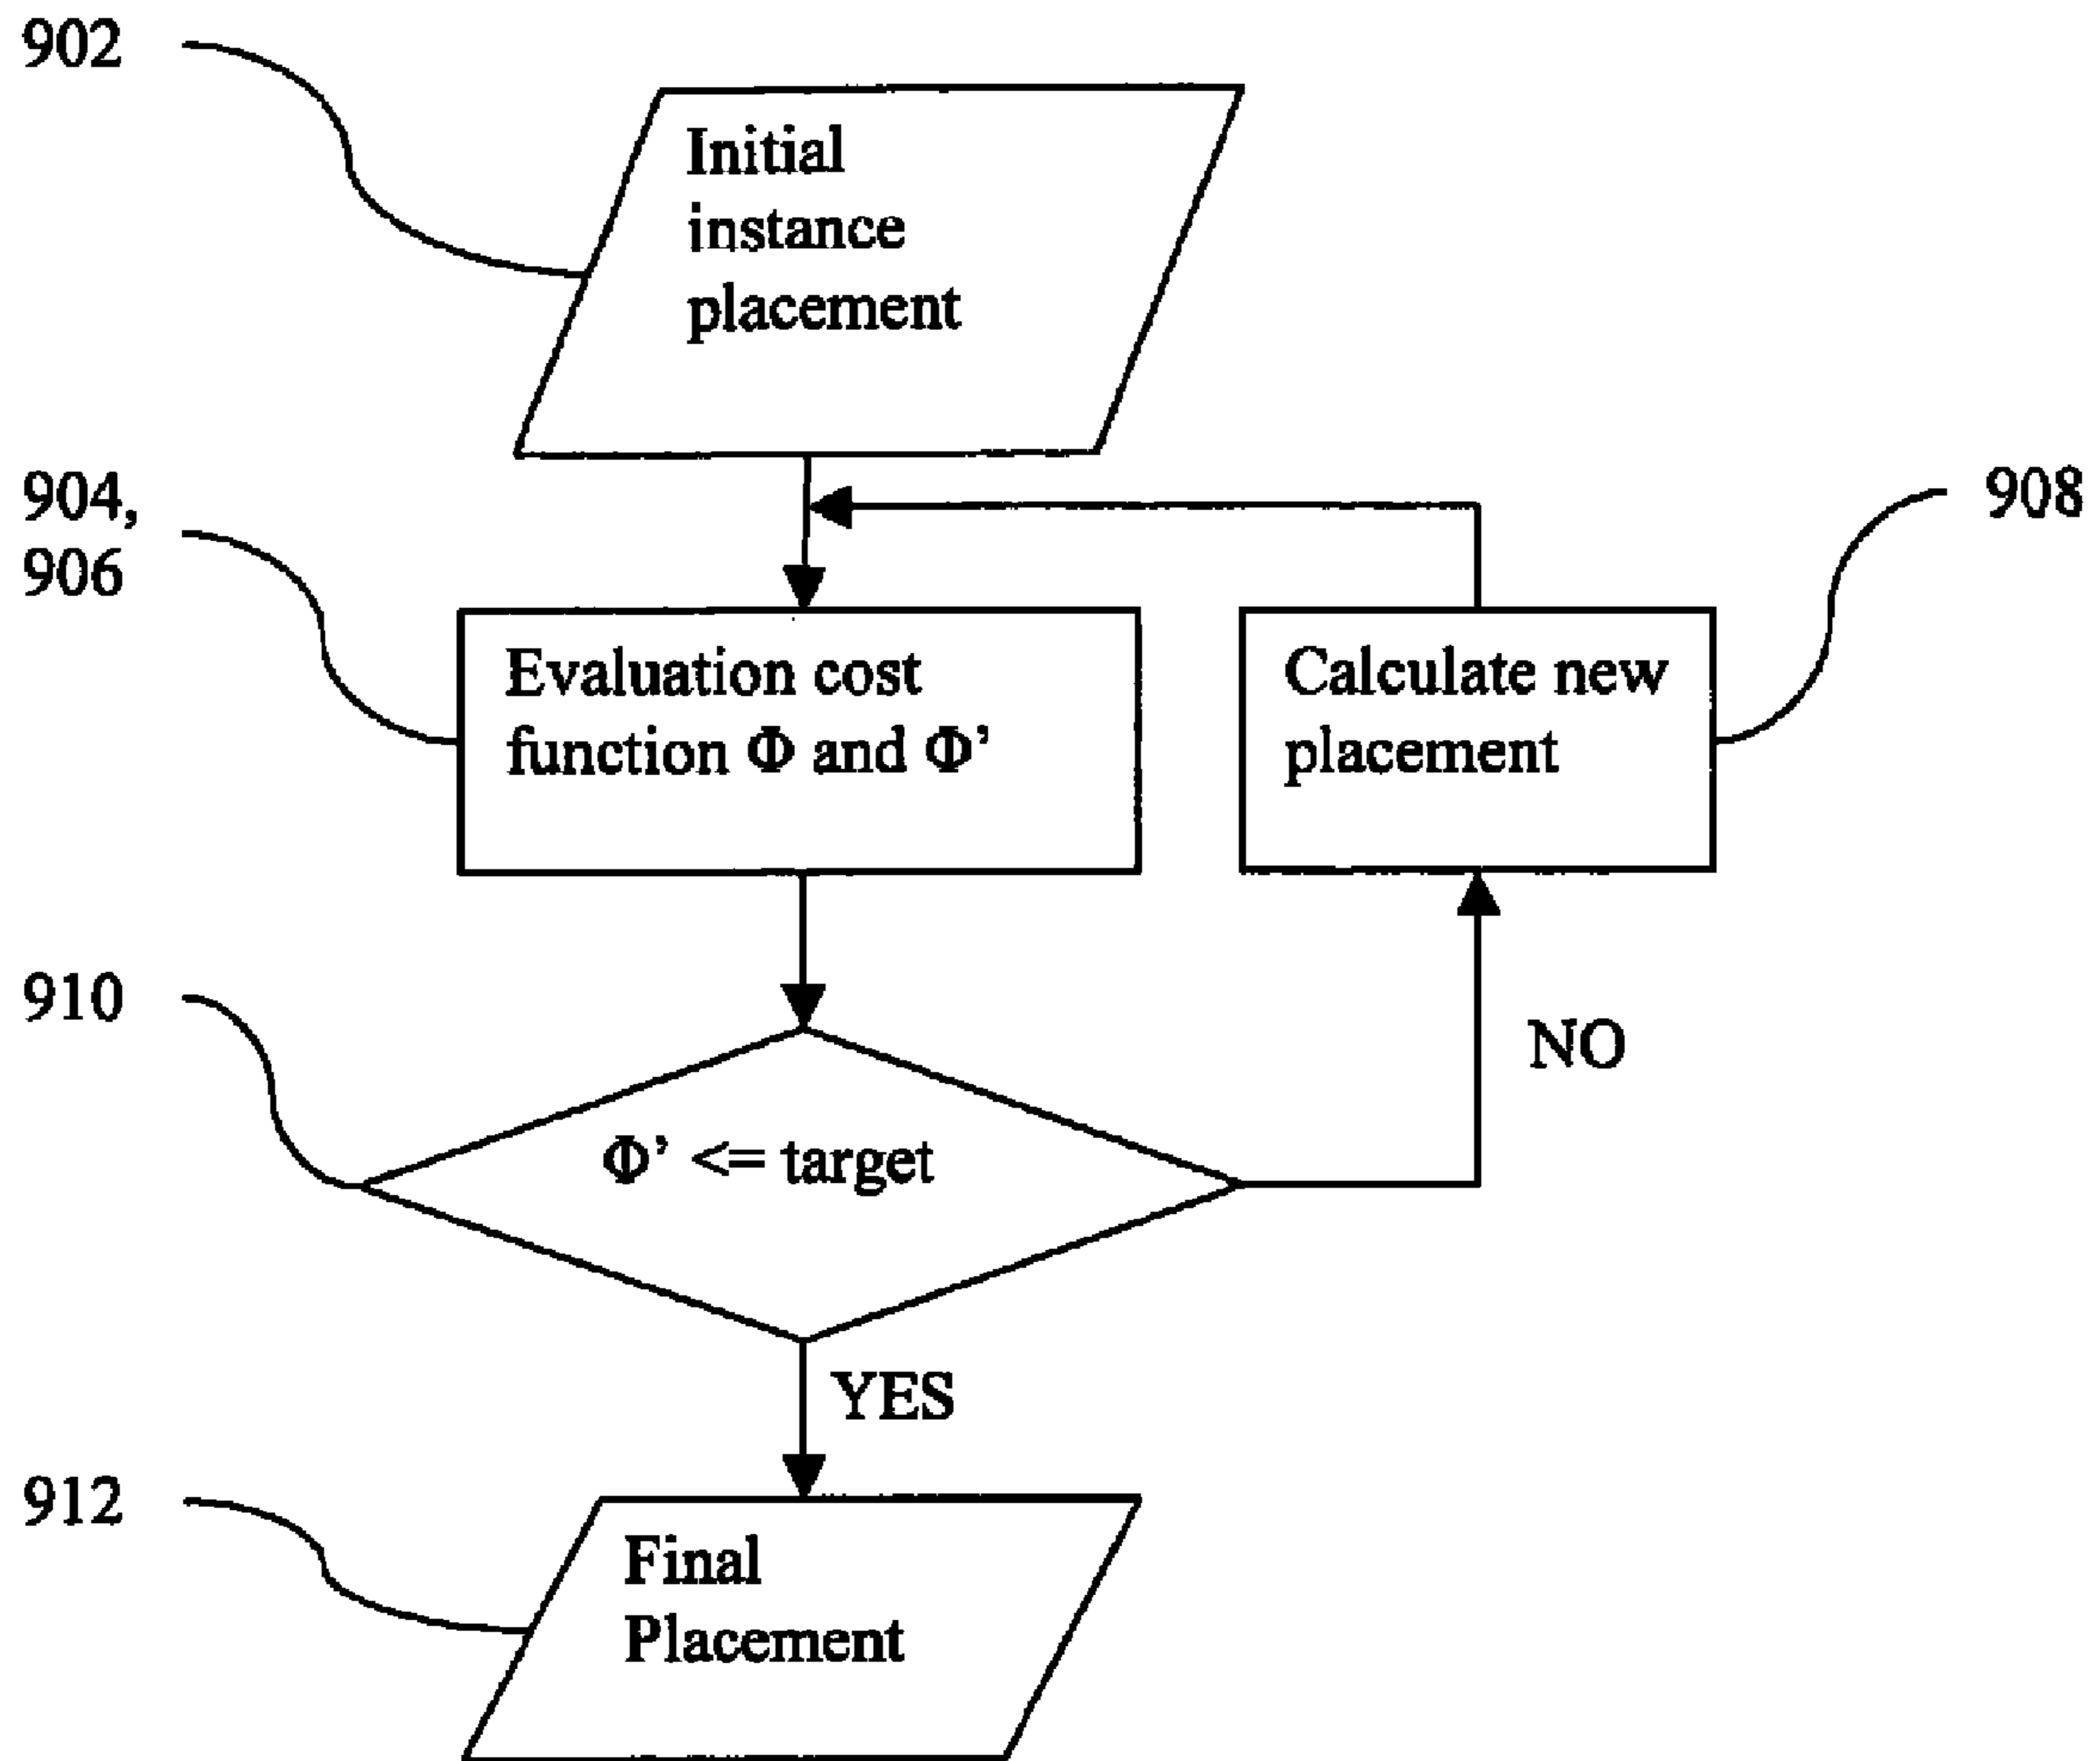 902
Initial
instance
placement
904,
906
908
Evaluation cost
function Φ and Φ’
Calculate new
placement
910
NO
Φ’ <= target
YES
912
Final
Placement